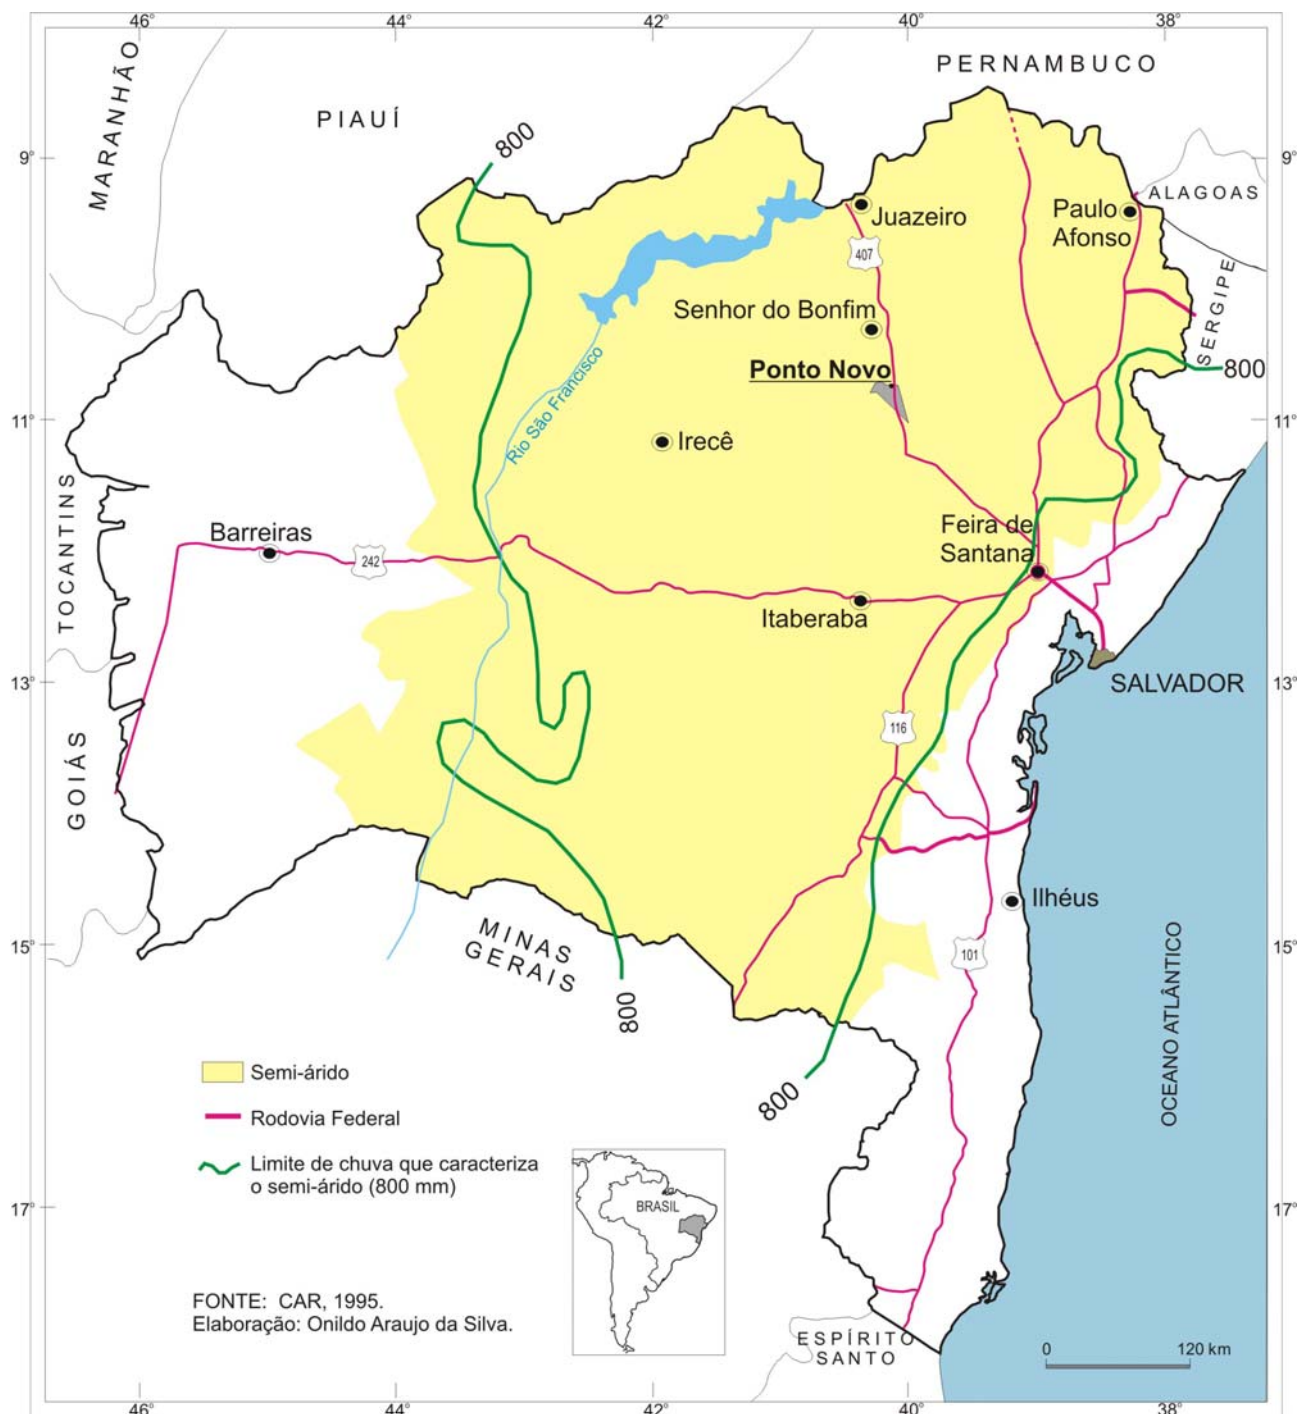 46°
44°
42°
40°
38°
MARANHÃO
PIAUÍ
PERNAMBUCO
800
9°
9°
ALAGOAS
Juazeiro
Paulo
Afonso
407
SERGIPE
Senhor do Bonfim
Ponto Novo
800
Rio São Francisco
11°
11°
Irecê
TOCANTINS
Barreiras
242
Feira de
Santana
Itaberaba
13°
SALVADOR
13°
GOIÁS
116
Ilhéus
MINAS
GERAIS
15°
101
15°
OCEANO ATLÂNTICO
800
800
Semi-árido
Rodovia Federal
Limite de chuva que caracteriza
o semi-árido (800 mm)
BRASIL
17°
17°
FONTE: CAR, 1995.
Elaboração: Onildo Araujo da Silva.
ESPÍRITO
SANTO
0
120 km
46°
44°
42°
40°
38°